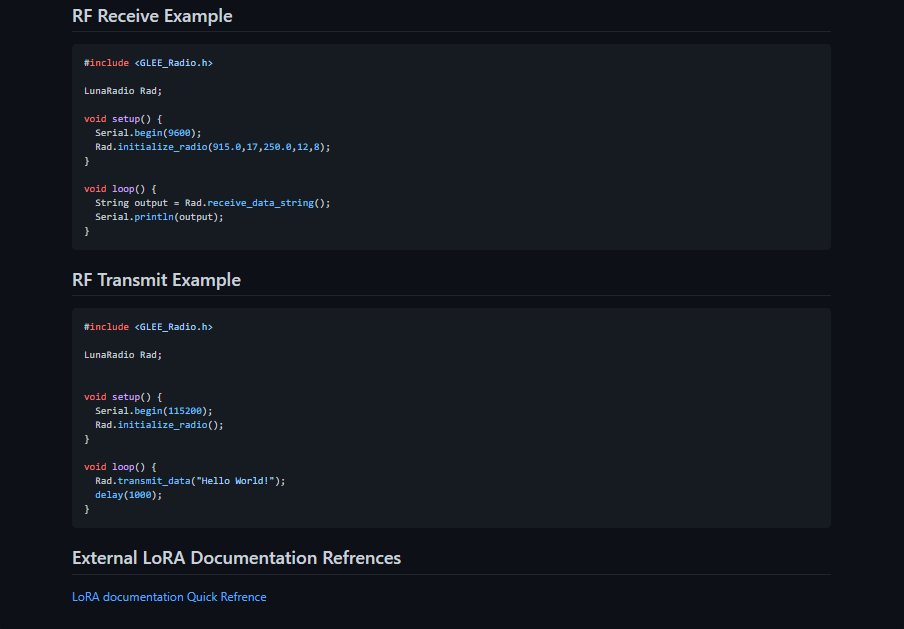 RF Receive Example
#include <GLEE_Radio.h>
LunaRadio Rad;
void setup() {
Serial.begin(9600);
Rad.initialize_radio(915.0,17,250.0,12,8);
}
void loop() {
String output = Rad.receive_data_string();
Serial.println(output);
}
RF Transmit Example
#include <GLEE_Radio.h>
LunaRadio Rad;
void setup() {
Serial.begin(115200);
Rad.initialize_radio();
}
void loop() {
Rad.transmit_data("Hello World!");
delay(1000);
}
External LoRA Documentation Refrences
LoRA documentation Quick Refrence